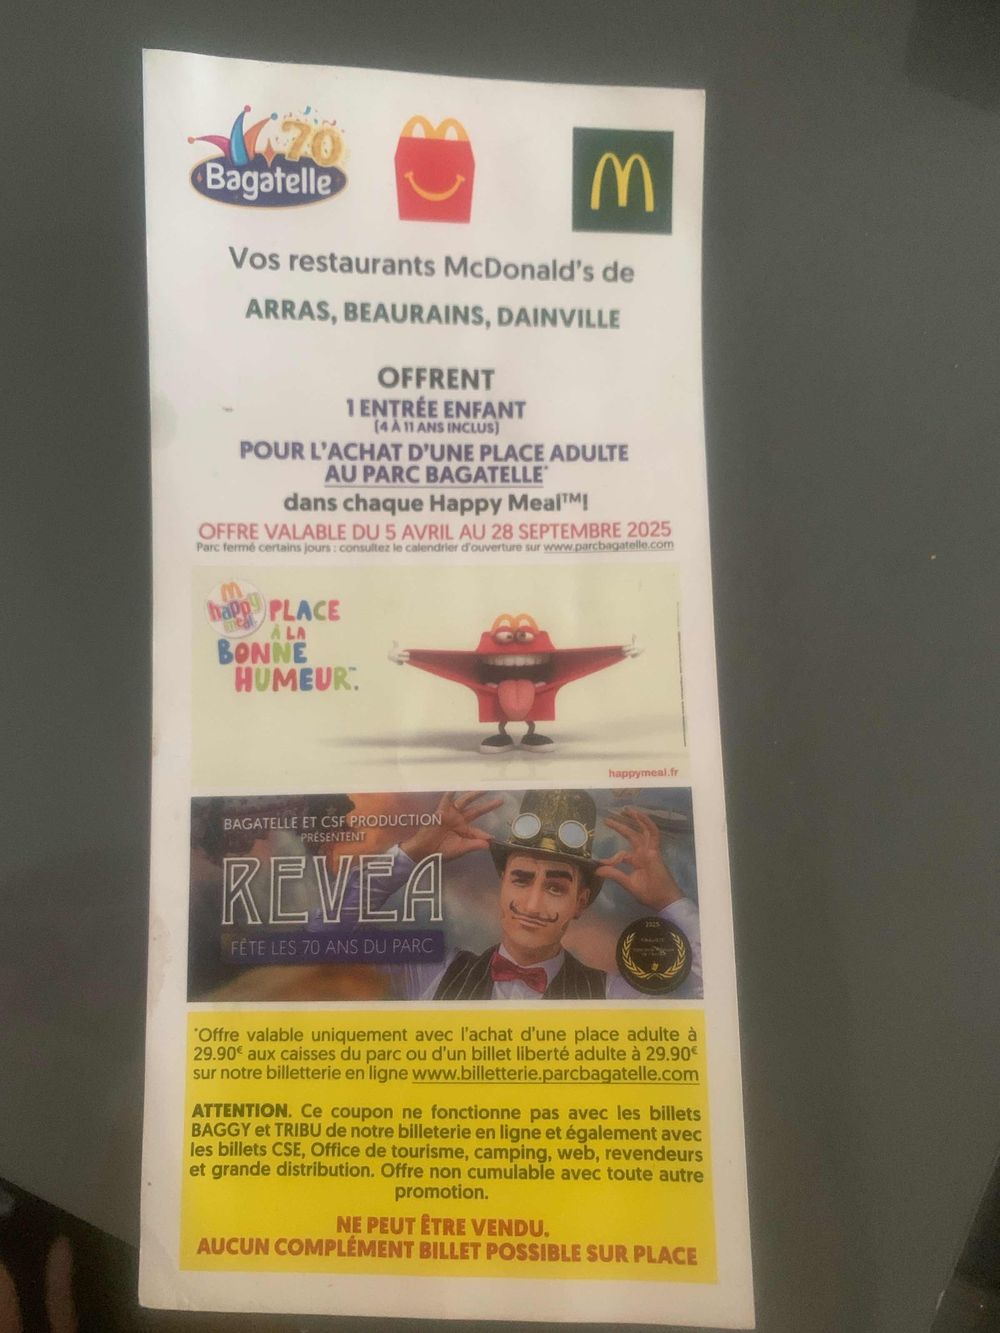 70
Bagatelle
Vos restaurants McDonald's de
ARRAS, BEAURAINS, DAINVILLE
OFFRENT
1 ENTRÉE ENFANT
(4 À 11 ANS INCLUS)
POUR L'ACHAT D'UNE PLACE ADULTE
AU PARC BAGATELLE*
dans chaque Happy Meal™!
OFFRE VALABLE DU 5 AVRIL AU 28 SEPTEMBRE 2025
Parc fermé certains jours : consultez le calendrier d'ouverture sur www.parcbagatelle.com
happy
meal
PLACE
À LA
BONNE
HUMEUR™.
happymeal.fr
BAGATELLE ET CSF PRODUCTION
PRÉSENTENT
REVEA
FÊTE LES 70 ANS DU PARC
2025
*Offre valable uniquement avec l'achat d'une place adulte à
29.90€ aux caisses du parc ou d'un billet liberté adulte à 29.90€
sur notre billetterie en ligne www.billetterie.parcbagatelle.com
ATTENTION. Ce coupon ne fonctionne pas avec les billets
BAGGY et TRIBU de notre billeterie en ligne et également avec
les billets CSE, Office de tourisme, camping, web, revendeurs
et grande distribution. Offre non cumulable avec toute autre
promotion.
NE PEUT ÊTRE VENDU.
AUCUN COMPLÉMENT BILLET POSSIBLE SUR PLACE